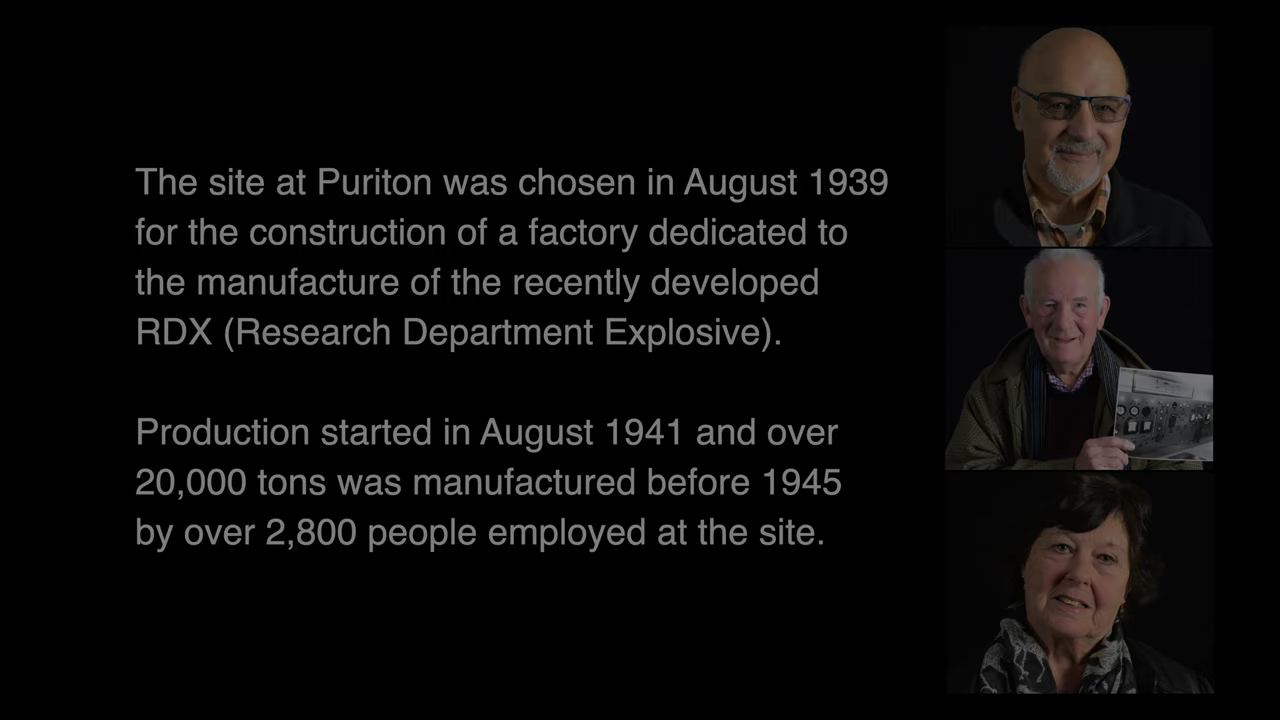 The site at Puriton was chosen in August 1939
for the construction of a factory dedicated to
the manufacture of the recently developed
RDX (Research Department Explosive).
Production started in August 1941 and over
20,000 tons was manufactured before 1945
by over 2,800 people employed at the site.